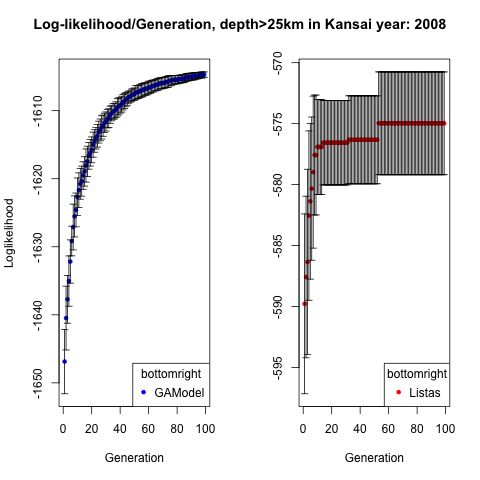 Log-likelihood/Generation, depth>25km in Kansai year: 2008
Loglikelihood
-1610
-1620
-1630
-1640
-1650
0 20 40 60 80 100
Generation
bottomright
GAModel
-570
-575
-580
-585
-590
-595
0 20 40 60 80 100
Generation
bottomright
Listas